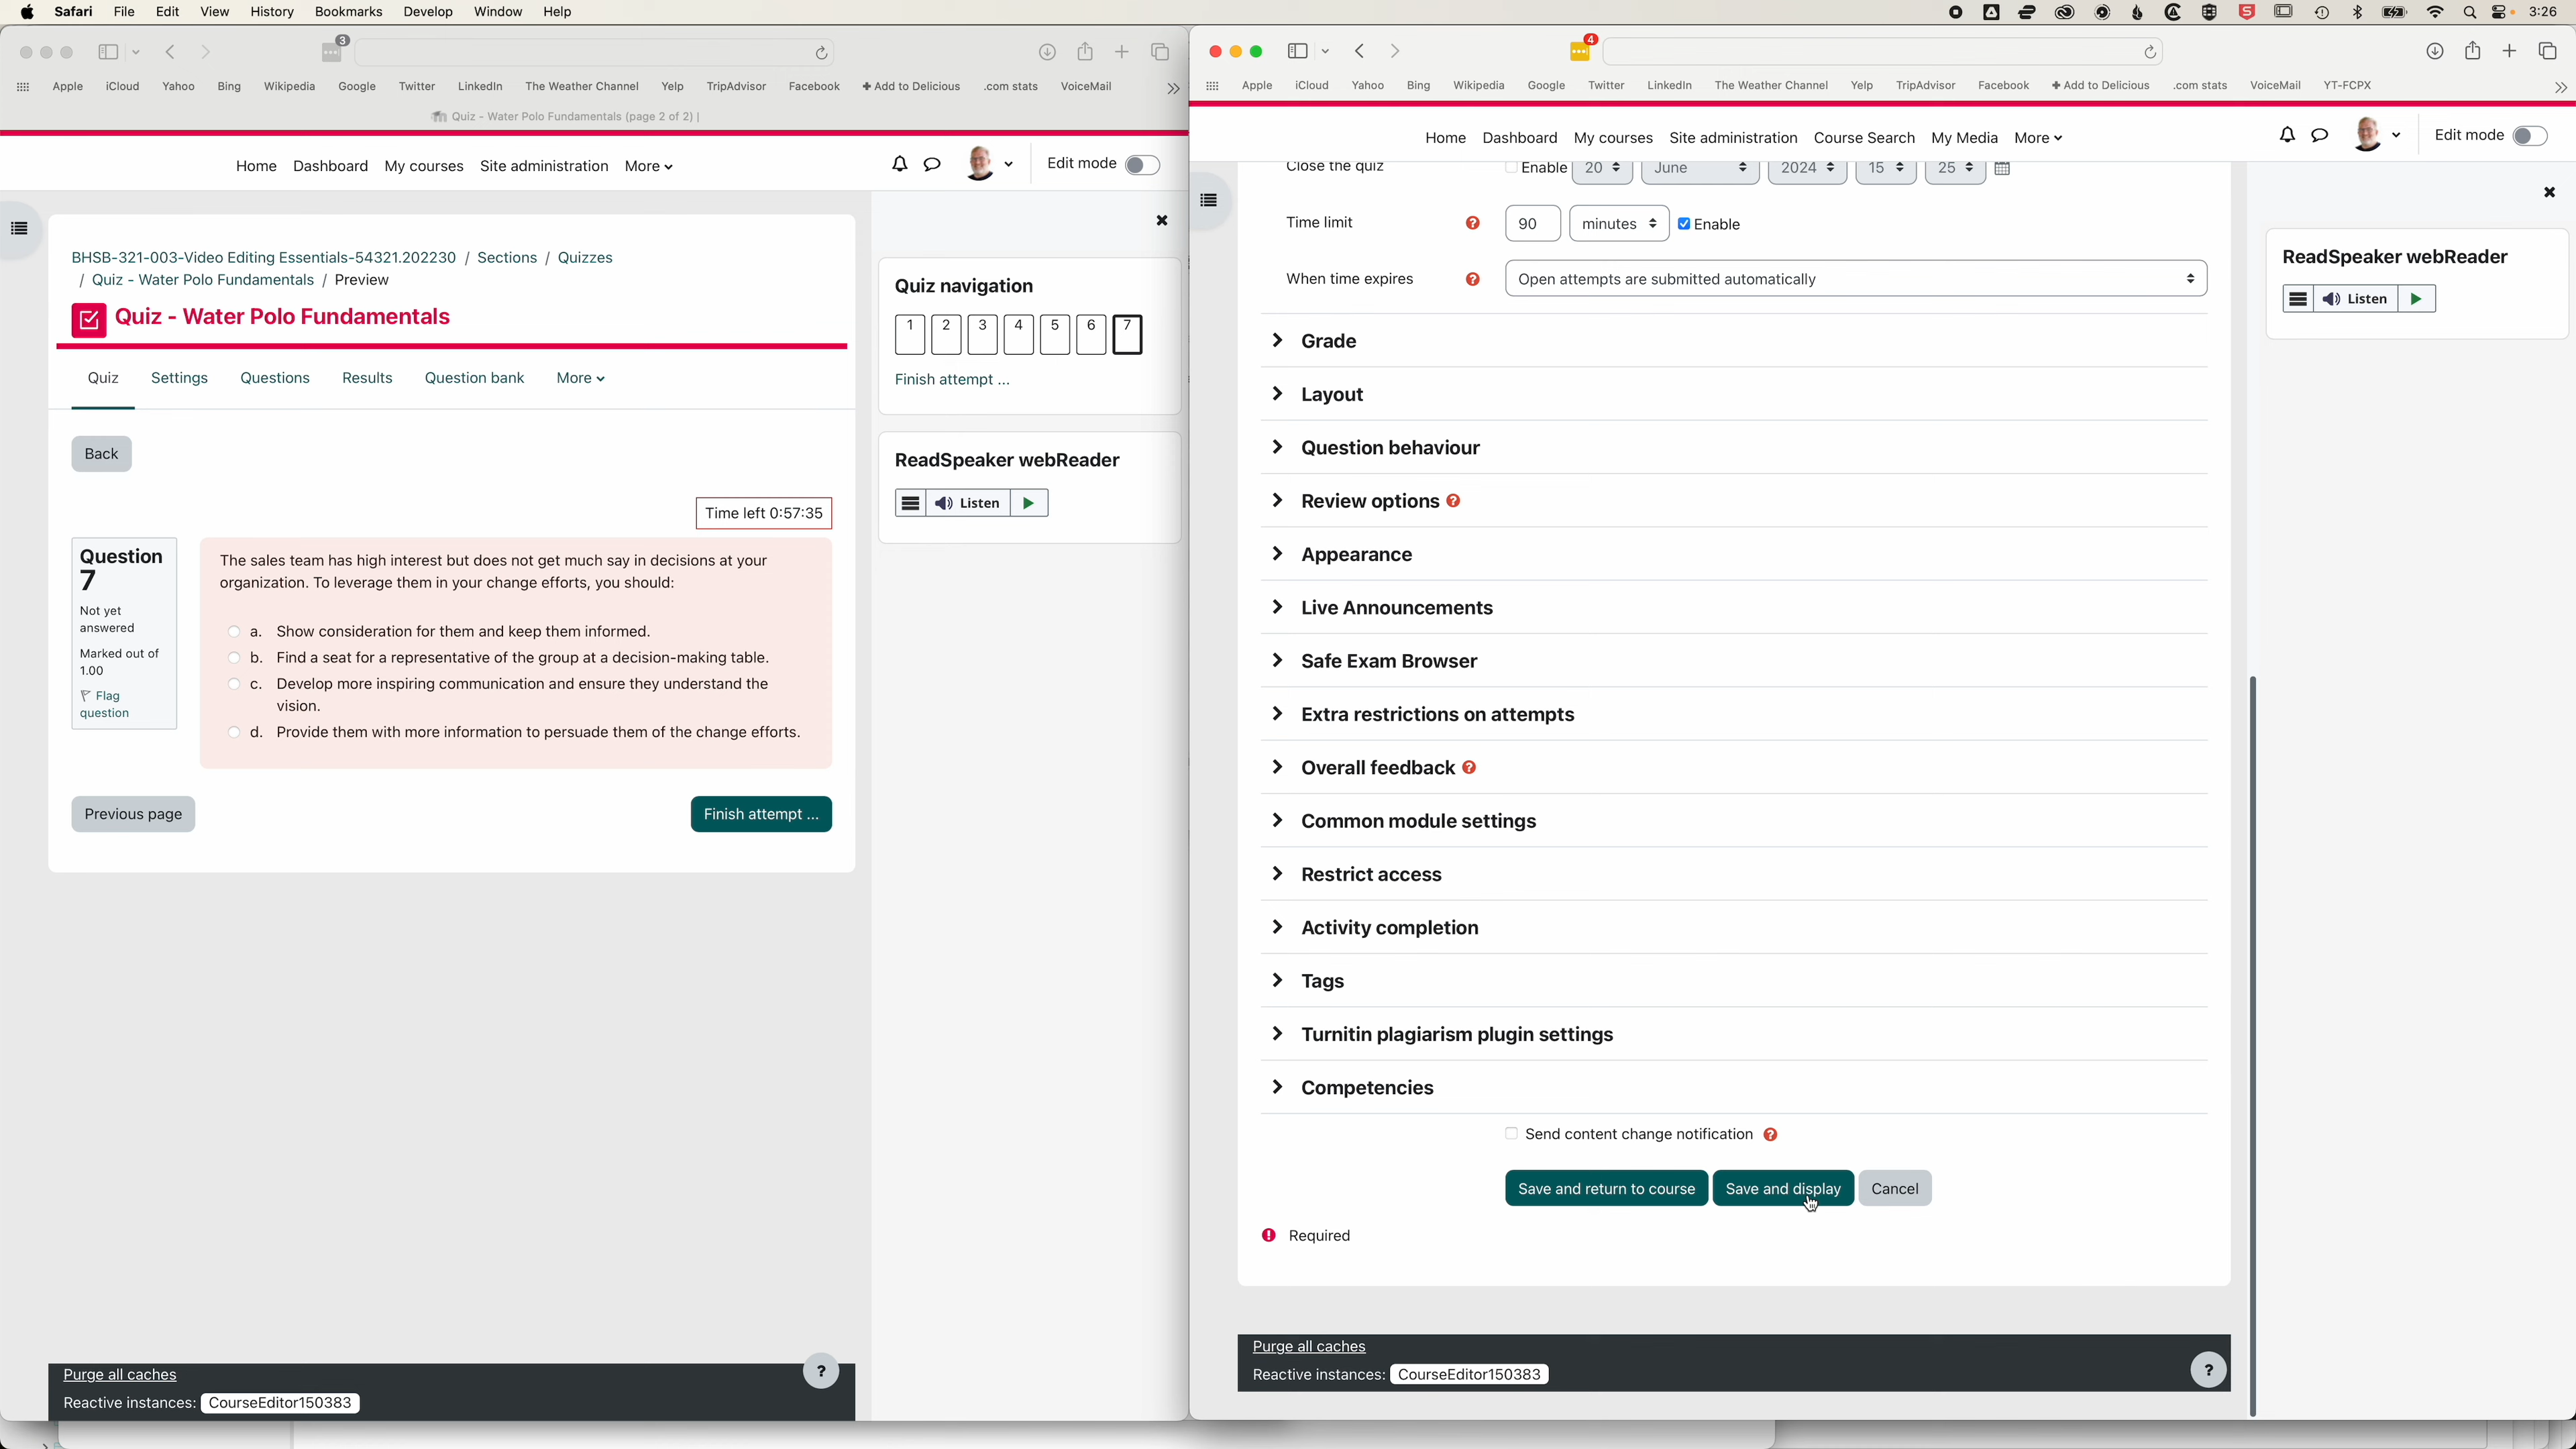 Safari File Edit View History Bookmarks Develop Window Help 3:26
3
Apple iCloud Yahoo Bing Wikipedia Google Twitter LinkedIn The Weather Channel Yelp TripAdvisor Facebook + Add to Delicious .com stats VoiceMail
Quiz - Water Polo Fundamentals (page 2 of 2) |
Home Dashboard My courses Site administration More Edit mode
BHSB-321-003-Video Editing Essentials-54321.202230 / Sections / Quizzes
/ Quiz - Water Polo Fundamentals / Preview
Quiz - Water Polo Fundamentals
Quiz Settings Questions Results Question bank More
Back
Time left 0:57:35
Question
7
Not yet
answered
Marked out of
1.00
Flag
question
The sales team has high interest but does not get much say in decisions at your
organization. To leverage them in your change efforts, you should:
a. Show consideration for them and keep them informed.
b. Find a seat for a representative of the group at a decision-making table.
c. Develop more inspiring communication and ensure they understand the
vision.
d. Provide them with more information to persuade them of the change efforts.
Previous page
Finish attempt ...
Quiz navigation
1 2 3 4 5 6 7
Finish attempt ...
ReadSpeaker webReader
Listen
Purge all caches
Reactive instances: CourseEditor150383
?
4
Apple iCloud Yahoo Bing Wikipedia Google Twitter LinkedIn The Weather Channel Yelp TripAdvisor Facebook + Add to Delicious .com stats VoiceMail YT-FCPX
Home Dashboard My courses Site administration Course Search My Media More Edit mode
Close the quiz Enable 20 June 2024 15 25
Time limit ? 90 minutes Enable
When time expires ? Open attempts are submitted automatically
Grade
Layout
Question behaviour
Review options ?
Appearance
Live Announcements
Safe Exam Browser
Extra restrictions on attempts
Overall feedback ?
Common module settings
Restrict access
Activity completion
Tags
Turnitin plagiarism plugin settings
Competencies
Send content change notification ?
Save and return to course Save and display Cancel
! Required
Purge all caches
Reactive instances: CourseEditor150383
?
ReadSpeaker webReader
Listen